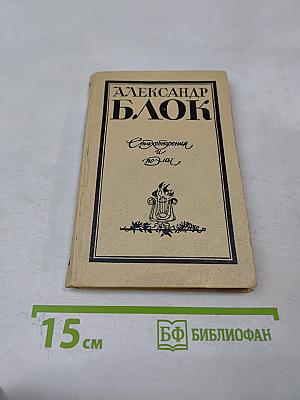 АЛЕКСАНДР
БЛОК
Стихотворения
и
поэмы
15 см
БФ БИБЛИОФАН